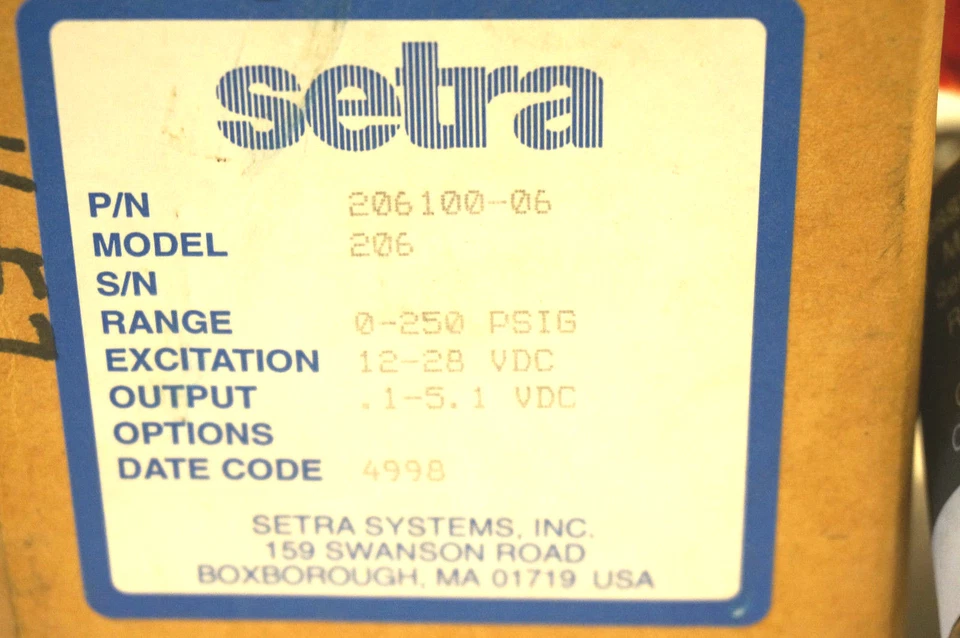 setra
P/N 206100-06
MODEL 206
S/N
RANGE 0-250 PSIG
EXCITATION 12-28 VDC
OUTPUT .1-5.1 VDC
OPTIONS
DATE CODE 4998
SETRA SYSTEMS, INC.
159 SWANSON ROAD
BOXBOROUGH, MA 01719 USA